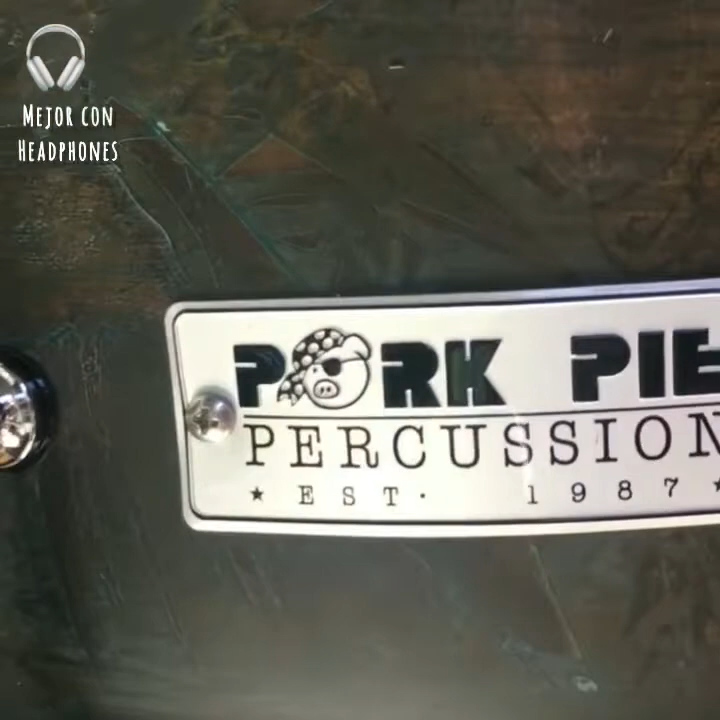 Mejor con
Headphones
PORK PIE
PERCUSSION
★ EST. 1987 ★